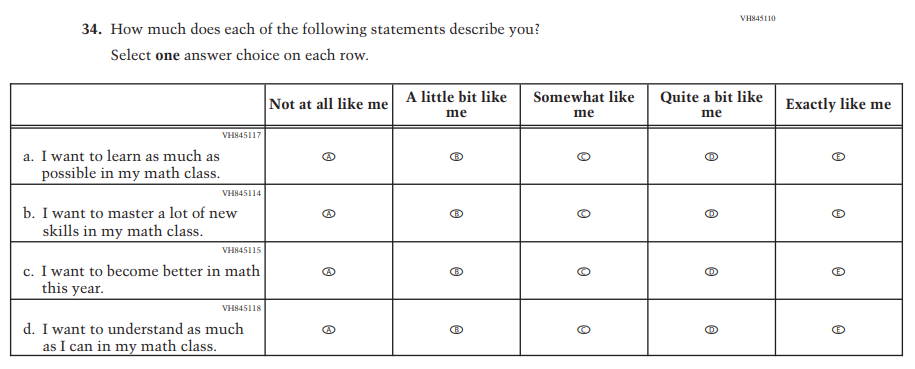 VH845110
34. How much does each of the following statements describe you?
Select one answer choice on each row.
Not at all like me
A little bit like
me
Somewhat like
me
Quite a bit like
me
Exactly like me
VH845117
a. I want to learn as much as
possible in my math class.
A B C D E
VH845114
b. I want to master a lot of new
skills in my math class.
A B C D E
VH845115
c. I want to become better in math
this year.
A B C D E
VH845118
d. I want to understand as much
as I can in my math class.
A B C D E